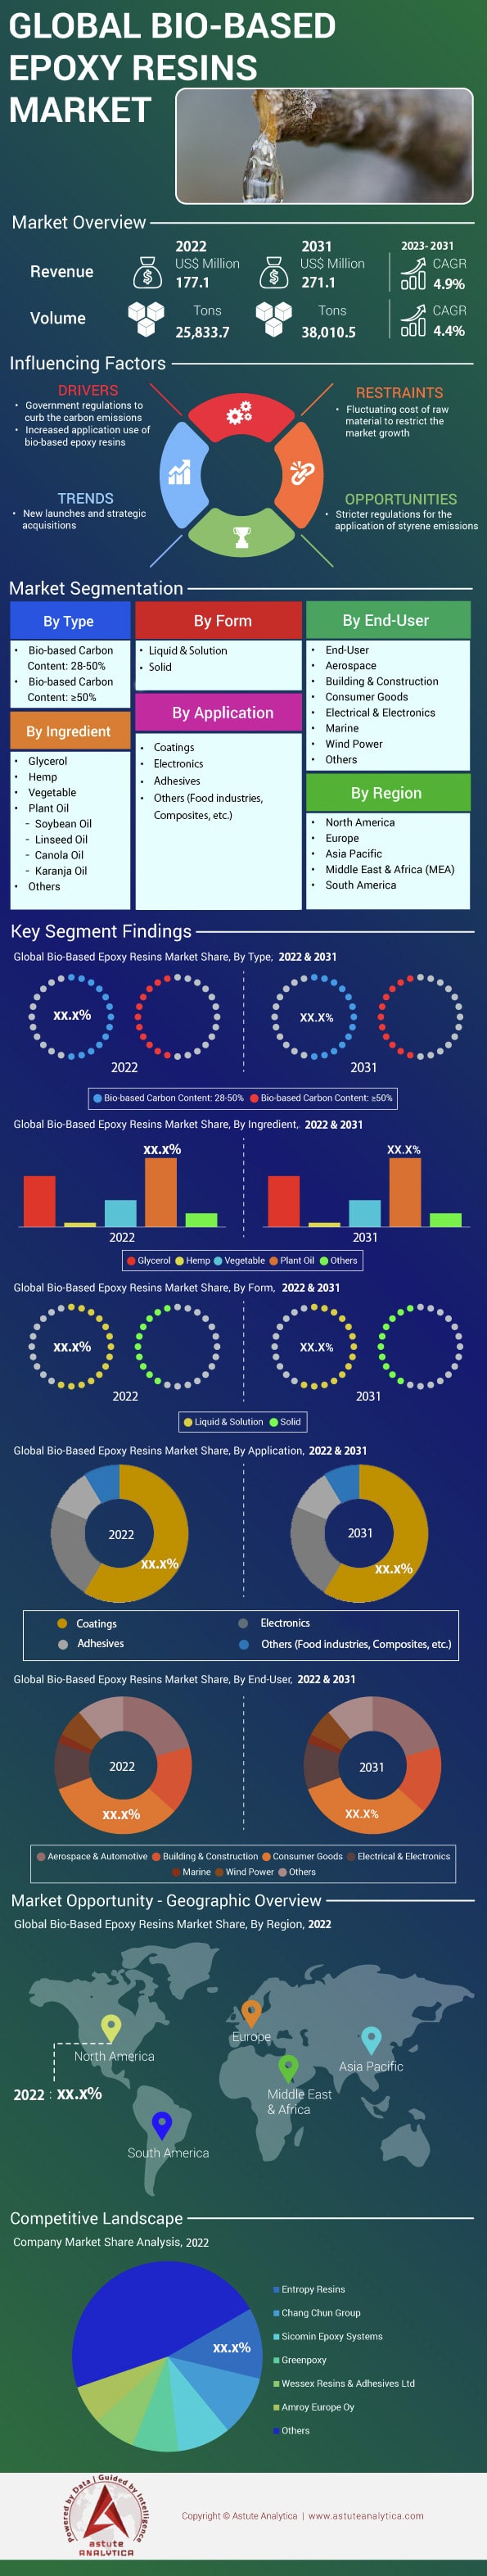 GLOBAL BIO-BASED
EPOXY RESINS
MARKET
Market Overview
2022
2031
2023- 2031
Revenue
US$ Million
177.1
US$ Million
271.1
CAGR
4.9%
Volume
Tons
25,833.7
Tons
38,010.5
CAGR
4.4%
Influencing Factors
DRIVERS
• Government regulations to
curb the carbon emissions
• Increased application use of
bio-based epoxy resins
RESTRAINTS
• Fluctuating cost of raw
material to restrict the
market growth
TRENDS
• New launches and strategic
acquisitions
OPPORTUNITIES
• Stricter regulations for the
application of styrene emissions
Market Segmentation
By Type
• Bio-based Carbon
Content: 28-50%
• Bio-based Carbon
Content: ≥50%
By Ingredient
• Glycerol
• Hemp
• Vegetable
• Plant Oil
- Soybean Oil
- Linseed Oil
- Canola Oil
- Karanja Oil
• Others
By Form
• Liquid & Solution
• Solid
By Application
• Coatings
• Electronics
• Adhesives
• Others (Food industries,
Composites, etc.)
By End-User
• End-User
• Aerospace
• Building & Construction
• Consumer Goods
• Electrical & Electronics
• Marine
• Wind Power
• Others
By Region
• North America
• Europe
• Asia Pacific
• Middle East & Africa (MEA)
• South America
Key Segment Findings
Global Bio-Based Epoxy Resins Market Share, By Type, 2022 & 2031
xx.x%
XX.X%
2022
2031
Bio-based Carbon Content: 28-50% Bio-based Carbon Content: ≥50%
Global Bio-Based Epoxy Resins Market Share, By Ingredient, 2022 & 2031
xx.x%
XX.X%
2022
2031
Glycerol Hemp Vegetable Plant Oil Others
Global Bio-Based Epoxy Resins Market Share, By Form, 2022 & 2031
xx.x%
XX.X%
2022
2031
Liquid & Solution Solid
Global Bio-Based Epoxy Resins Market Share, By Application, 2022 & 2031
2022
xx.x%
2031
xx.x%
Coatings
Electronics
Adhesives
Others (Food industries, Composites, etc.)
Global Bio-Based Epoxy Resins Market Share, By End-User, 2022 & 2031
2022
xx.x%
2031
XX.X%
Aerospace & Automotive Building & Construction Consumer Goods Electrical & Electronics
Marine Wind Power Others
Market Opportunity - Geographic Overview
Global Bio-Based Epoxy Resins Market Share, By Region, 2022
North America
Europe
Asia Pacific
2022 : xx.x%
Middle East
& Africa
South America
Competitive Landscape
Company Market Share Analysis, 2022
xx.x%
Entropy Resins
Chang Chun Group
Sicomin Epoxy Systems
Greenpoxy
Wessex Resins & Adhesives Ltd
Amroy Europe Oy
Others
Powered by Data | Guided by Intelligence
astute
ANALYTICA
Copyright © Astute Analytica | www.astuteanalytica.com